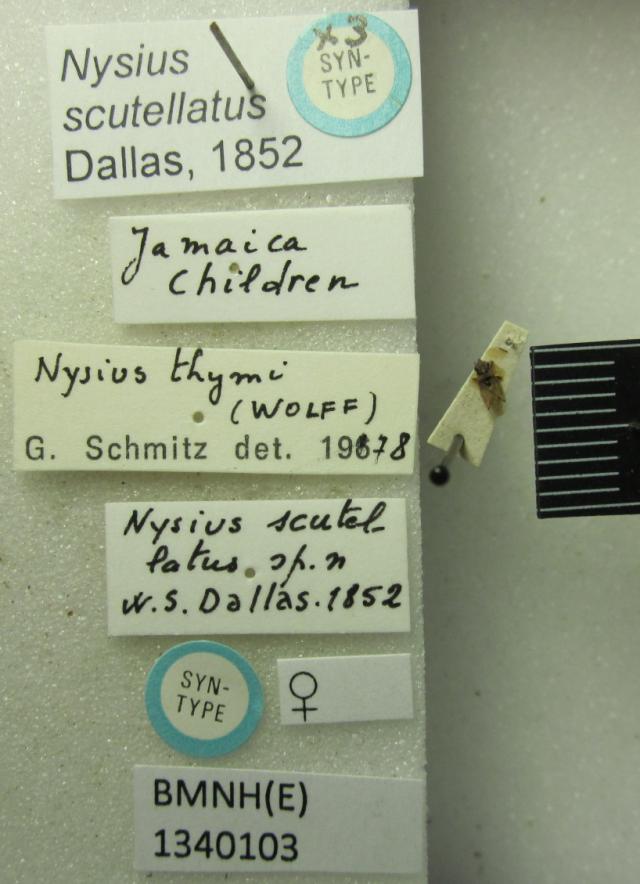 Nysius
scutellatus
Dallas, 1852
x3
SYN-
TYPE
Jamaica
Children
Nysius thymi
(WOLFF)
G. Schmitz det. 1978
Nysius scutel-
latus. sp. n
W. S. Dallas. 1852
SYN-
TYPE
♀
BMNH(E)
1340103